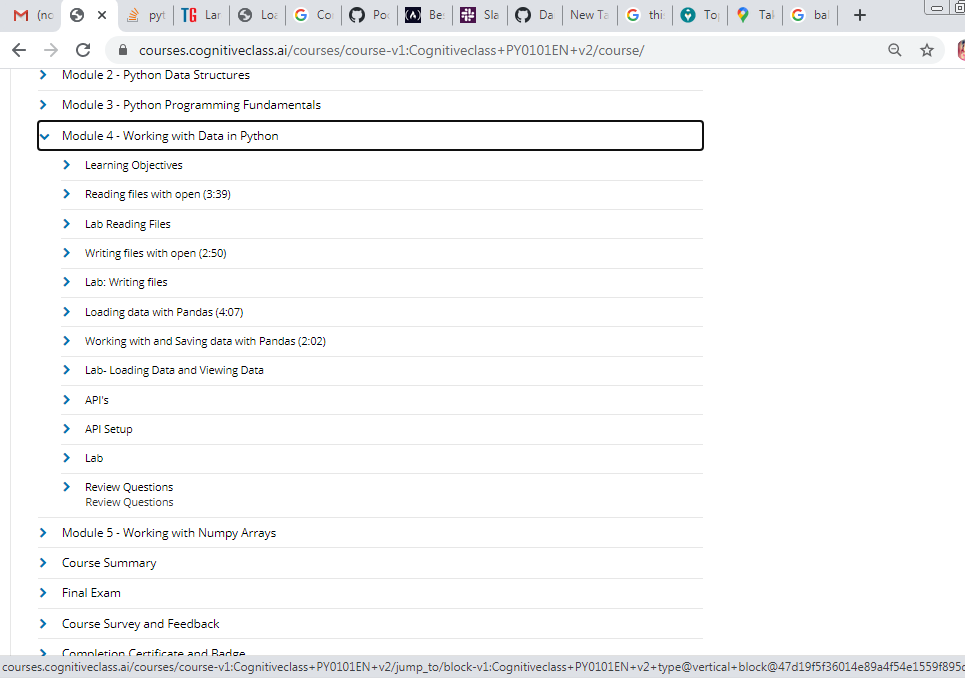 (nc
pyt
TG Lar
Loa
Co
Po
Be
Sla
Da
New Ta
thi
To
Tak
bal
courses.cognitiveclass.ai/courses/course-v1:Cognitiveclass+PY0101EN+v2/course/
Module 2 - Python Data Structures
Module 3 - Python Programming Fundamentals
Module 4 - Working with Data in Python
Learning Objectives
Reading files with open (3:39)
Lab Reading Files
Writing files with open (2:50)
Lab: Writing files
Loading data with Pandas (4:07)
Working with and Saving data with Pandas (2:02)
Lab- Loading Data and Viewing Data
API's
API Setup
Lab
Review Questions
Review Questions
Module 5 - Working with Numpy Arrays
Course Summary
Final Exam
Course Survey and Feedback
Completion Certificate and Badge
courses.cognitiveclass.ai/courses/course-v1:Cognitiveclass+PY0101EN+v2/jump_to/block-v1:Cognitiveclass+PY0101EN+v2+type@vertical+block@47d19f5f36014e89a4f54e1559f895c